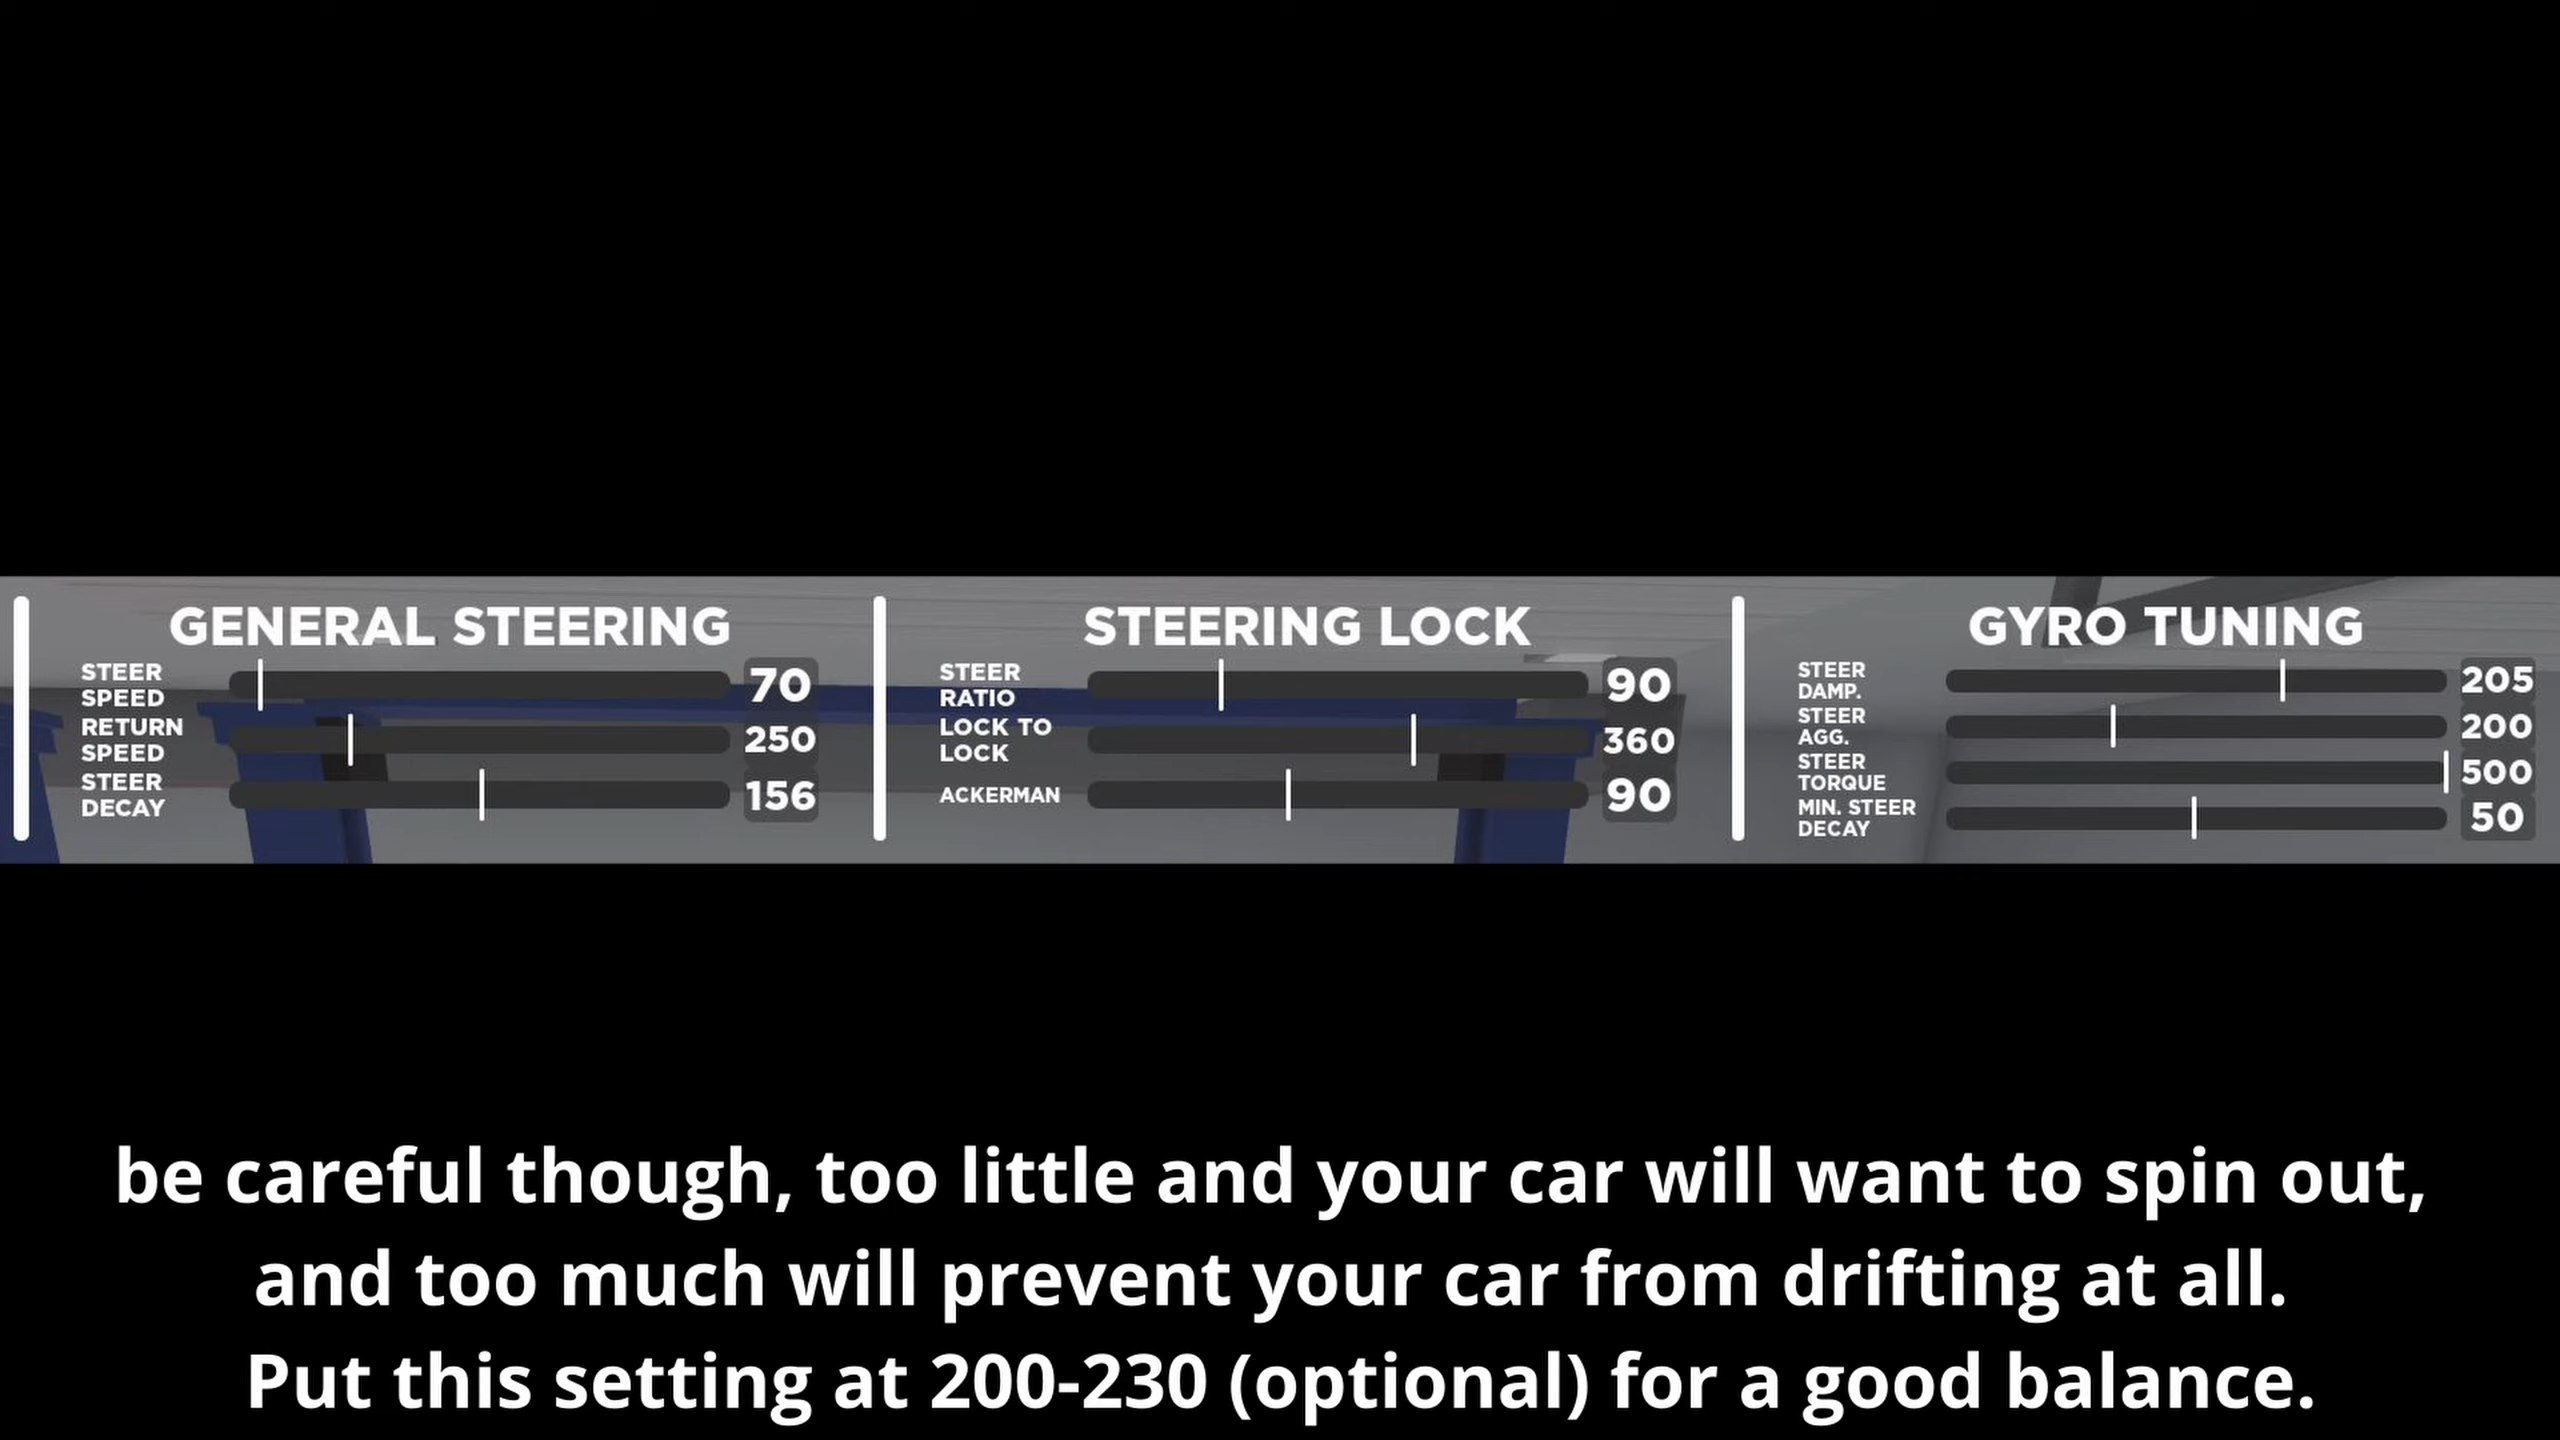 GENERAL STEERING
STEER
SPEED
70
RETURN
SPEED
250
STEER
DECAY
156
STEERING LOCK
STEER
RATIO
90
LOCK TO
LOCK
360
ACKERMAN
90
GYRO TUNING
STEER
DAMP.
205
STEER
AGG.
200
STEER
TORQUE
500
MIN. STEER
DECAY
50
be careful though, too little and your car will want to spin out,
and too much will prevent your car from drifting at all.
Put this setting at 200-230 (optional) for a good balance.